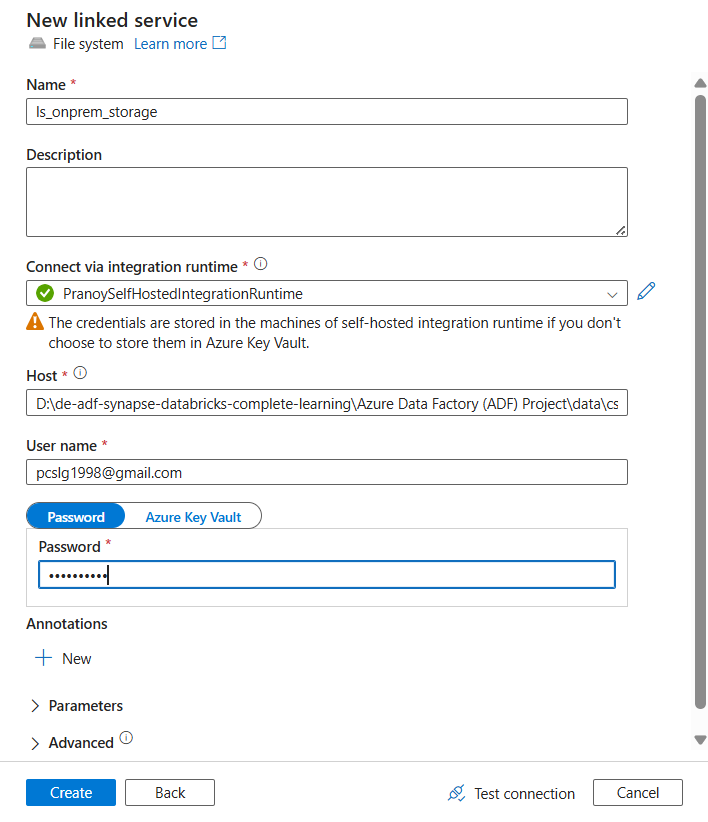 New linked service
File system Learn more
Name *
ls_onprem_storage
Description
Connect via integration runtime *
PranoySelfHostedIntegrationRuntime
The credentials are stored in the machines of self-hosted integration runtime if you don't
choose to store them in Azure Key Vault.
Host *
D:\de-adf-synapse-databricks-complete-learning\Azure Data Factory (ADF) Project\data\cs
User name *
pcslg1998@gmail.com
Password Azure Key Vault
Password *
••••••••••
Annotations
New
Parameters
Advanced
Create Back Test connection Cancel